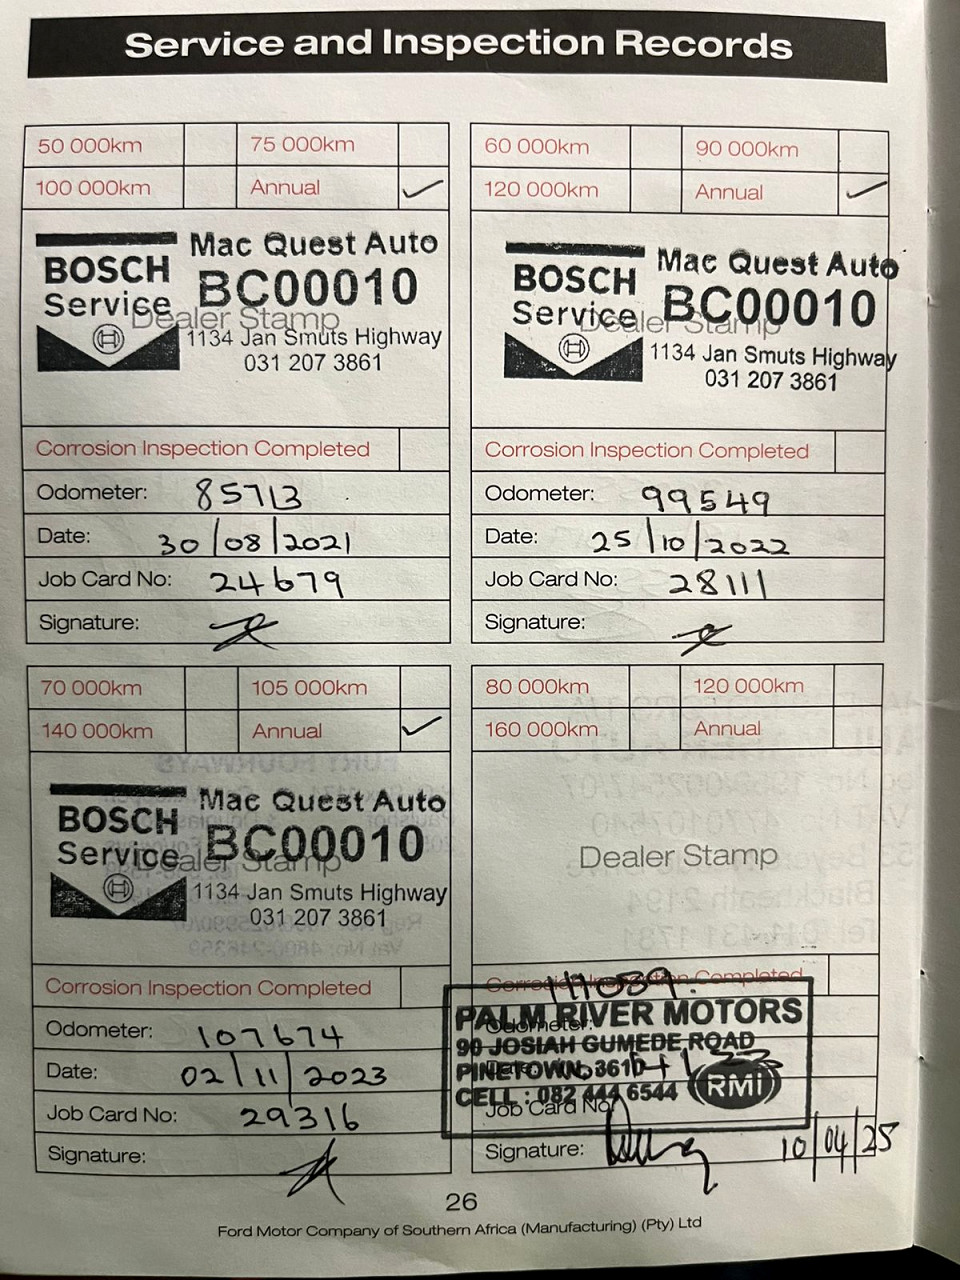 Service and Inspection Records
50 000km 75 000km
100 000km Annual ✓
BOSCH Service
Mac Quest Auto
BC00010
Dealer Stamp
1134 Jan Smuts Highway
031 207 3861
Corrosion Inspection Completed
Odometer: 85713
Date: 30/08/2021
Job Card No: 24679
Signature:
60 000km 90 000km
120 000km Annual ✓
BOSCH Service
Mac Quest Auto
BC00010
Dealer Stamp
1134 Jan Smuts Highway
031 207 3861
Corrosion Inspection Completed
Odometer: 99549
Date: 25/10/2022
Job Card No: 28111
Signature:
70 000km 105 000km
140 000km Annual ✓
BOSCH Service
Mac Quest Auto
BC00010
Dealer Stamp
1134 Jan Smuts Highway
031 207 3861
Corrosion Inspection Completed
Odometer: 107674
Date: 02/11/2023
Job Card No: 29316
Signature:
80 000km 120 000km
160 000km Annual
Dealer Stamp
Corrosion Inspection Completed
PALM RIVER MOTORS
Odometer:
90 JOSIAH GUMEDE ROAD
PINETOWN, 3610
CELL : 082 444 6544
RMi
Job Card No:
Signature: 10/04/25
26
Ford Motor Company of Southern Africa (Manufacturing) (Pty) Ltd